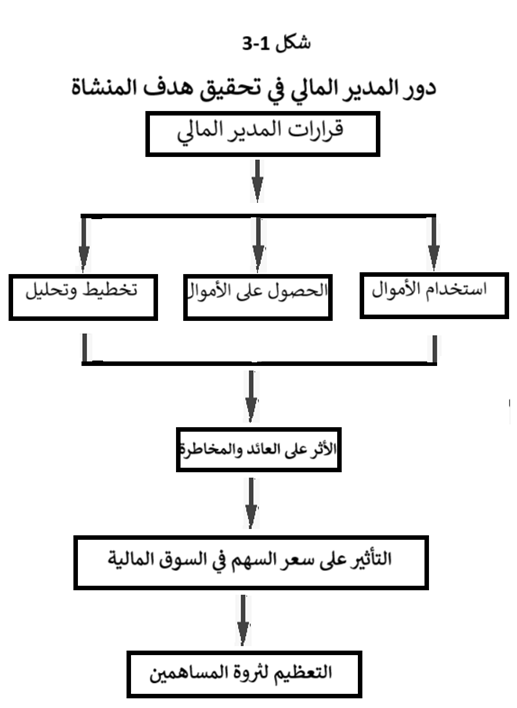 شكل 1-3
دور المدير المالي في تحقيق هدف المنشاة
قرارات المدير المالي
استخدام الأموال
الحصول على الأموال
تخطيط وتحليل
الأثر على العائد والمخاطرة
التأثير على سعر السهم في السوق المالية
التعظيم لثروة المساهمين